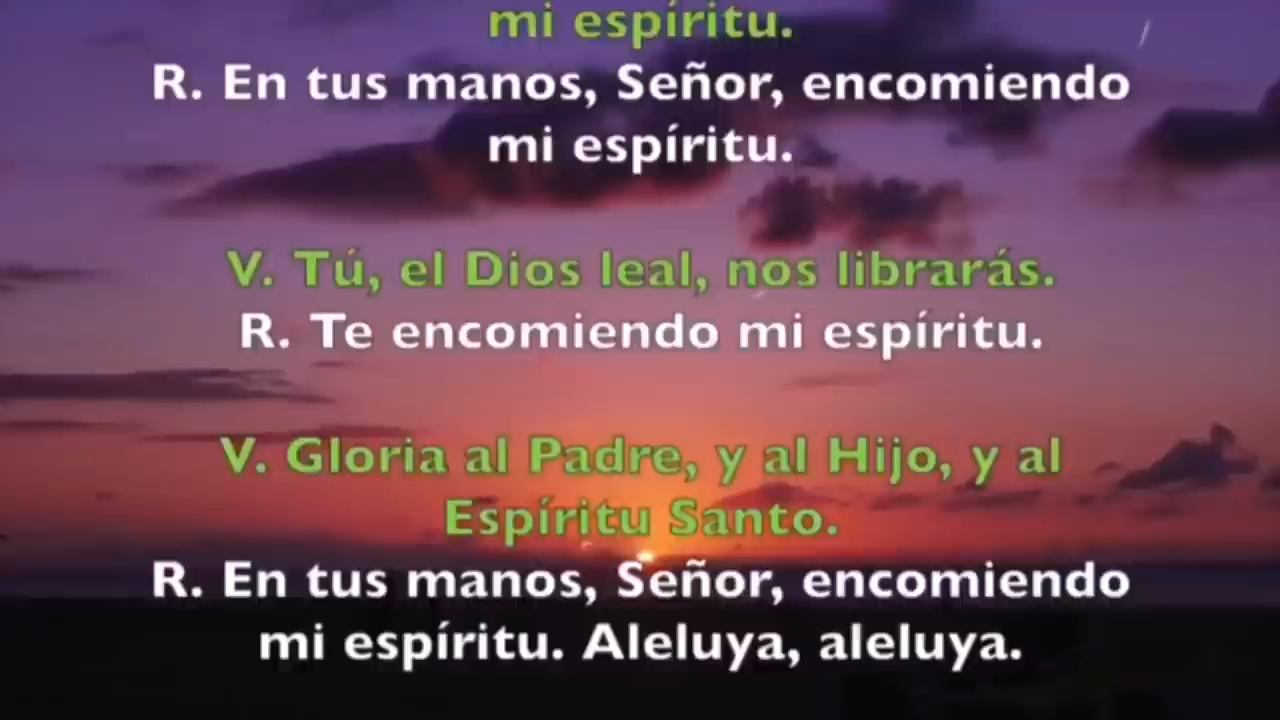 mi espíritu.
R. En tus manos, Señor, encomiendo
mi espíritu.
V. Tú, el Dios leal, nos librarás.
R. Te encomiendo mi espíritu.
V. Gloria al Padre, y al Hijo, y al
Espíritu Santo.
R. En tus manos, Señor, encomiendo
mi espíritu. Aleluya, aleluya.